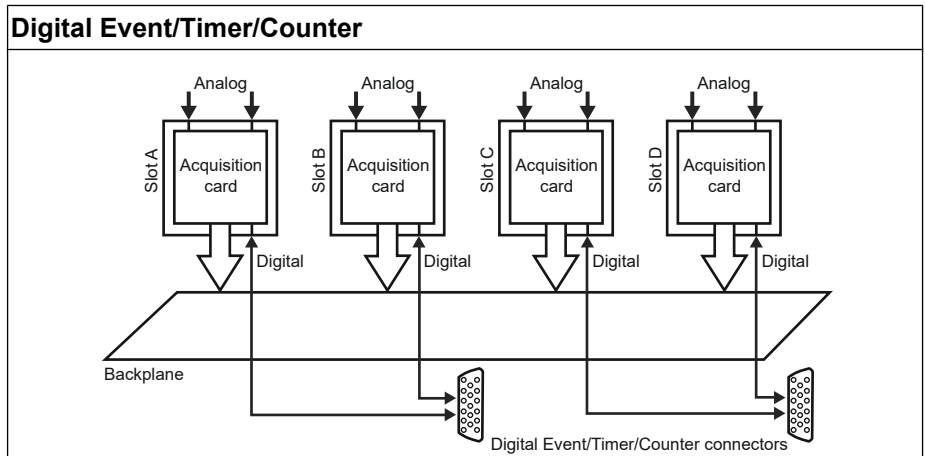 Digital Event/Timer/Counter
Analog
Analog
Analog
Analog
Slot A
Acquisition
card
Slot B
Acquisition
card
Slot C
Acquisition
card
Slot D
Acquisition
card
Digital
Digital
Digital
Digital
Backplane
Digital Event/Timer/Counter connectors